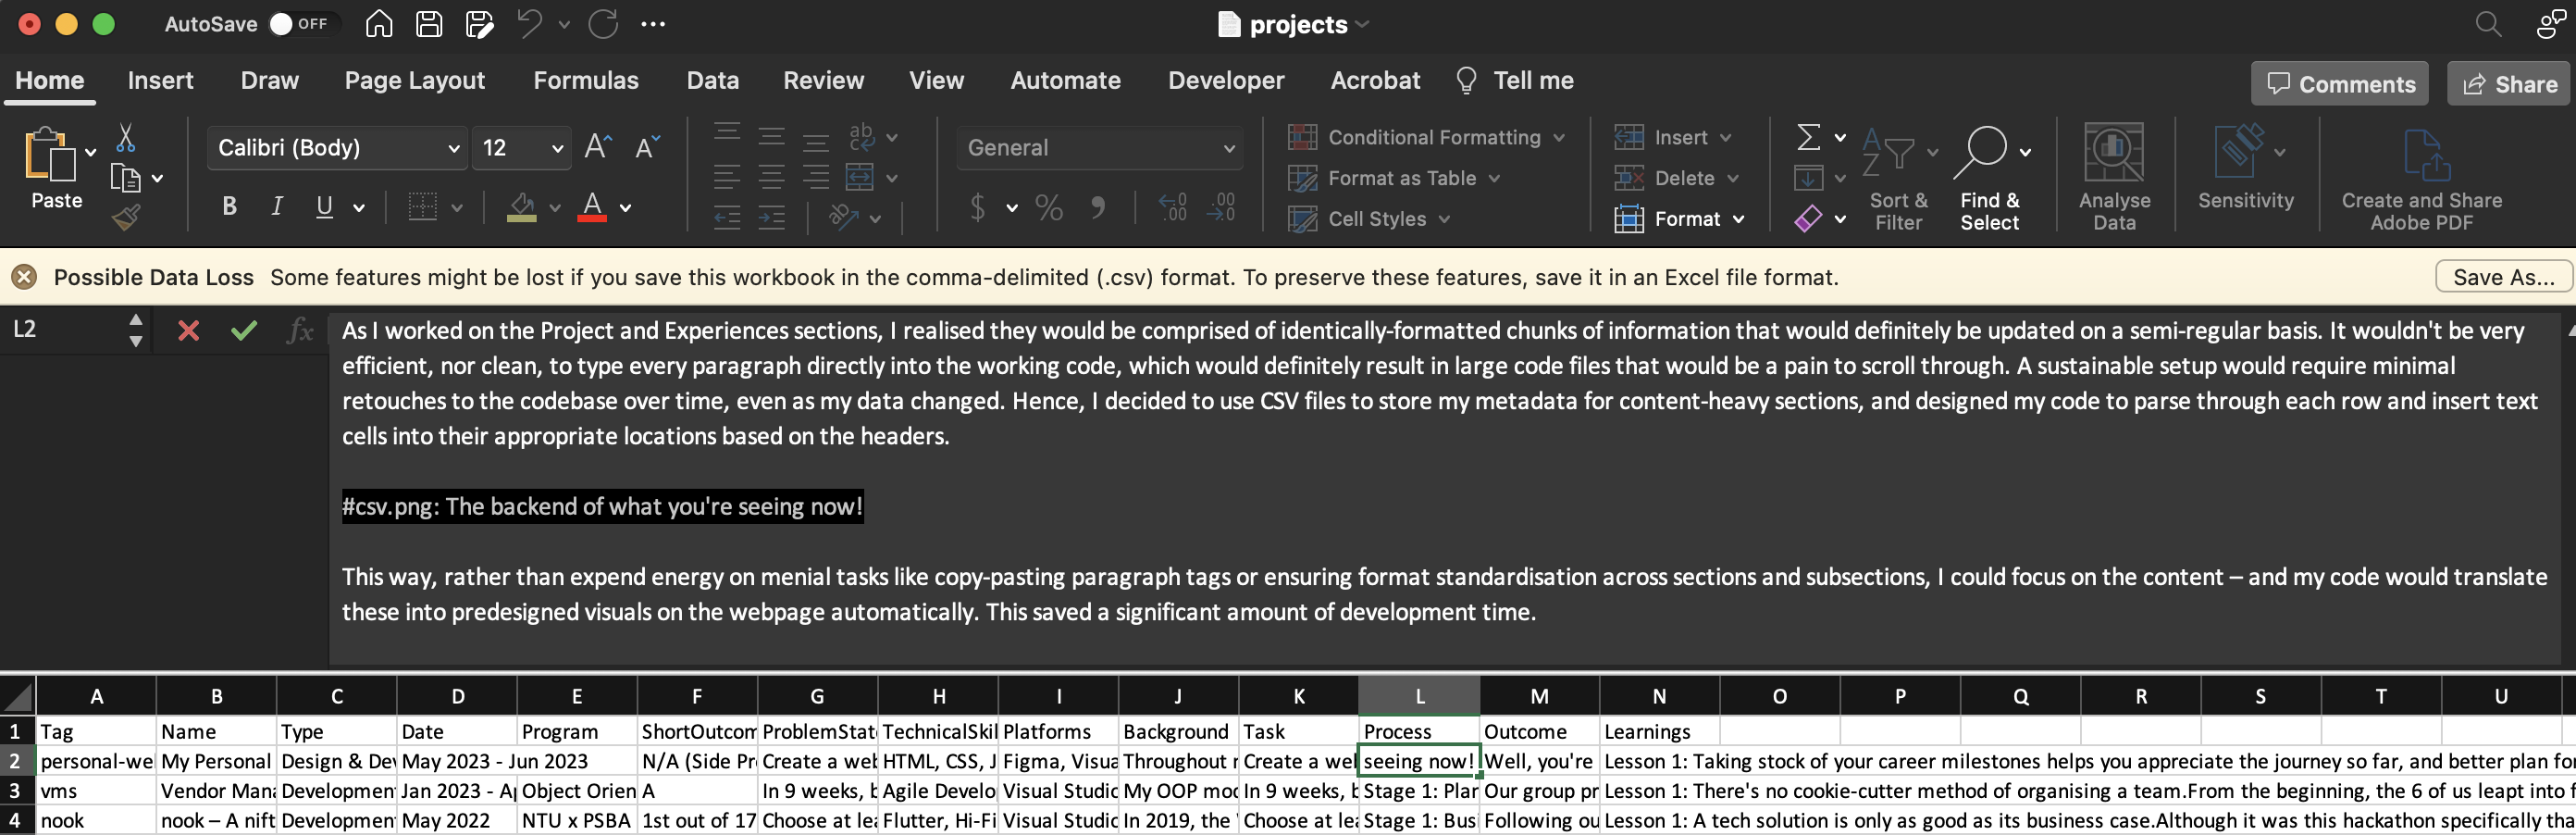 AutoSave OFF projects
Home Insert Draw Page Layout Formulas Data Review View Automate Developer Acrobat Tell me Comments Share
Calibri (Body) 12 A A ab c General Conditional Formatting Insert Σ A Z
Format as Table Delete
Paste B I U A $ % 9 .0 .00 .00 .0 Cell Styles Format Sort & Filter Find & Select Analyse Data Sensitivity Create and Share Adobe PDF
Possible Data Loss Some features might be lost if you save this workbook in the comma-delimited (.csv) format. To preserve these features, save it in an Excel file format. Save As...
L2 fx As I worked on the Project and Experiences sections, I realised they would be comprised of identically-formatted chunks of information that would definitely be updated on a semi-regular basis. It wouldn't be very
efficient, nor clean, to type every paragraph directly into the working code, which would definitely result in large code files that would be a pain to scroll through. A sustainable setup would require minimal
retouches to the codebase over time, even as my data changed. Hence, I decided to use CSV files to store my metadata for content-heavy sections, and designed my code to parse through each row and insert text
cells into their appropriate locations based on the headers.
#csv.png: The backend of what you're seeing now!
This way, rather than expend energy on menial tasks like copy-pasting paragraph tags or ensuring format standardisation across sections and subsections, I could focus on the content – and my code would translate
these into predesigned visuals on the webpage automatically. This saved a significant amount of development time.
A B C D E F G H I J K L M N O P Q R S T U
1 Tag Name Type Date Program ShortOutcom ProblemStat TechnicalSkil Platforms Background Task Process Outcome Learnings
2 personal-we My Personal Design & Dev May 2023 - Jun 2023 N/A (Side Pr Create a web HTML, CSS, J Figma, Visua Throughout Create a we seeing now! Well, you're Lesson 1: Taking stock of your career milestones helps you appreciate the journey so far, and better plan for
3 vms Vendor Man Developmen Jan 2023 - Ap Object Orien A In 9 weeks, b Agile Develo Visual Studio My OOP mod In 9 weeks, b Stage 1: Plan Our group pr Lesson 1: There's no cookie-cutter method of organising a team.From the beginning, the 6 of us leapt into f
4 nook nook – A nift Developmen May 2022 NTU x PSBA 1st out of 17 Choose at lea Flutter, Hi-Fi Visual Studio In 2019, the Choose at lea Stage 1: Busi Following ou Lesson 1: A tech solution is only as good as its business case.Although it was this hackathon specifically tha